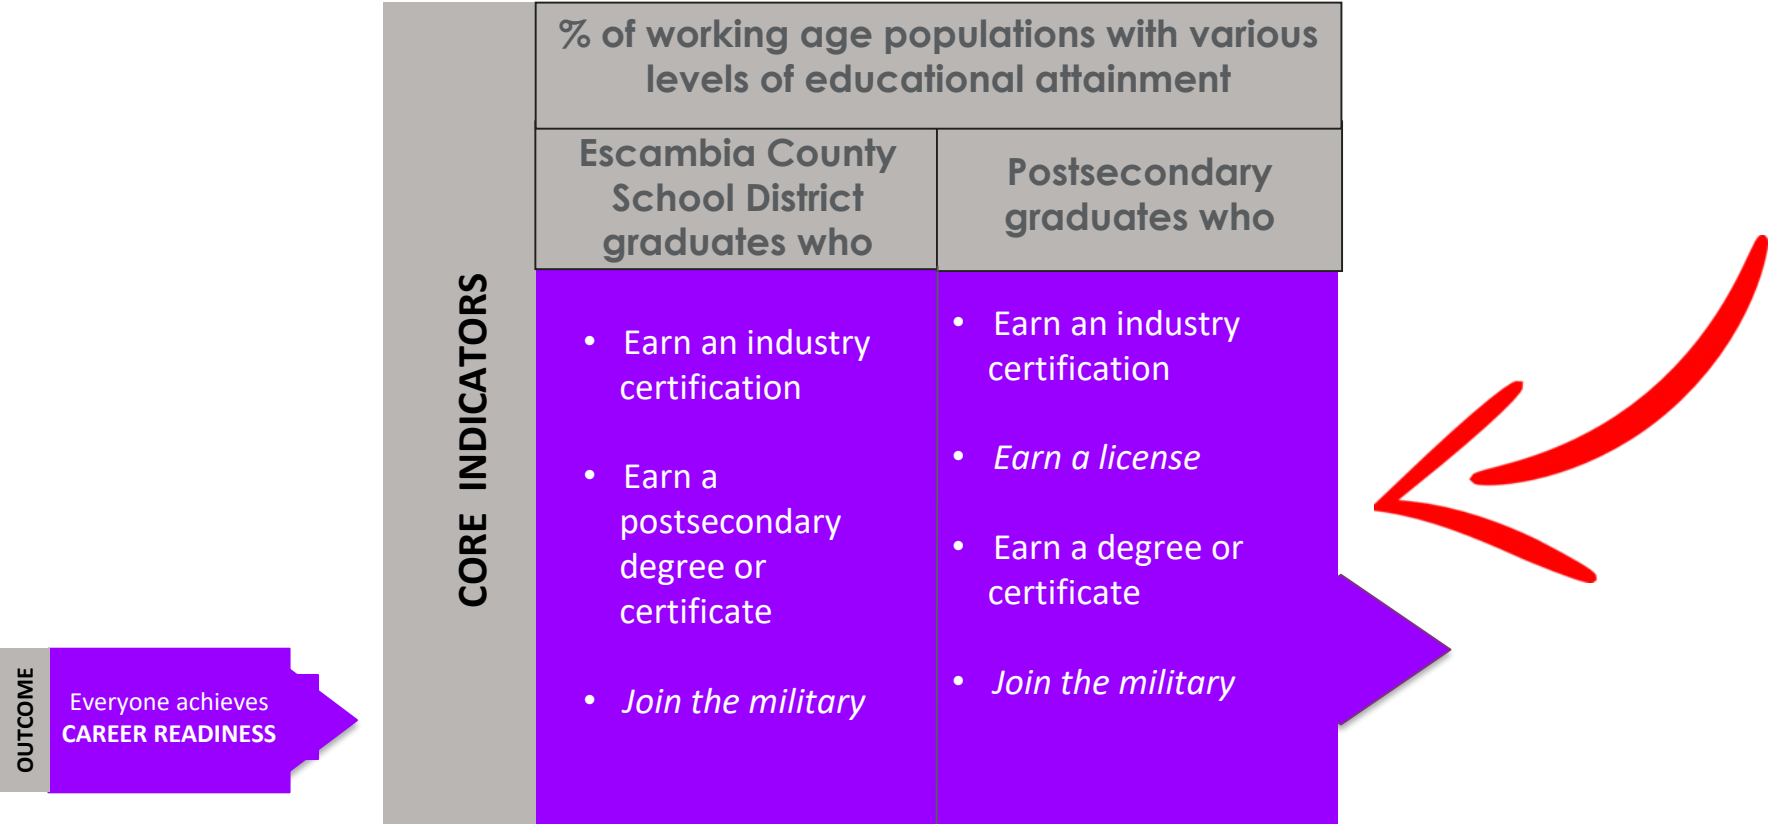 % of working age populations with various
levels of educational attainment
Escambia County
School District
graduates who
Postsecondary
graduates who
CORE INDICATORS
• Earn an industry
certification
• Earn a
postsecondary
degree or
certificate
• Join the military
• Earn an industry
certification
• Earn a license
• Earn a degree or
certificate
• Join the military
OUTCOME
Everyone achieves
CAREER READINESS